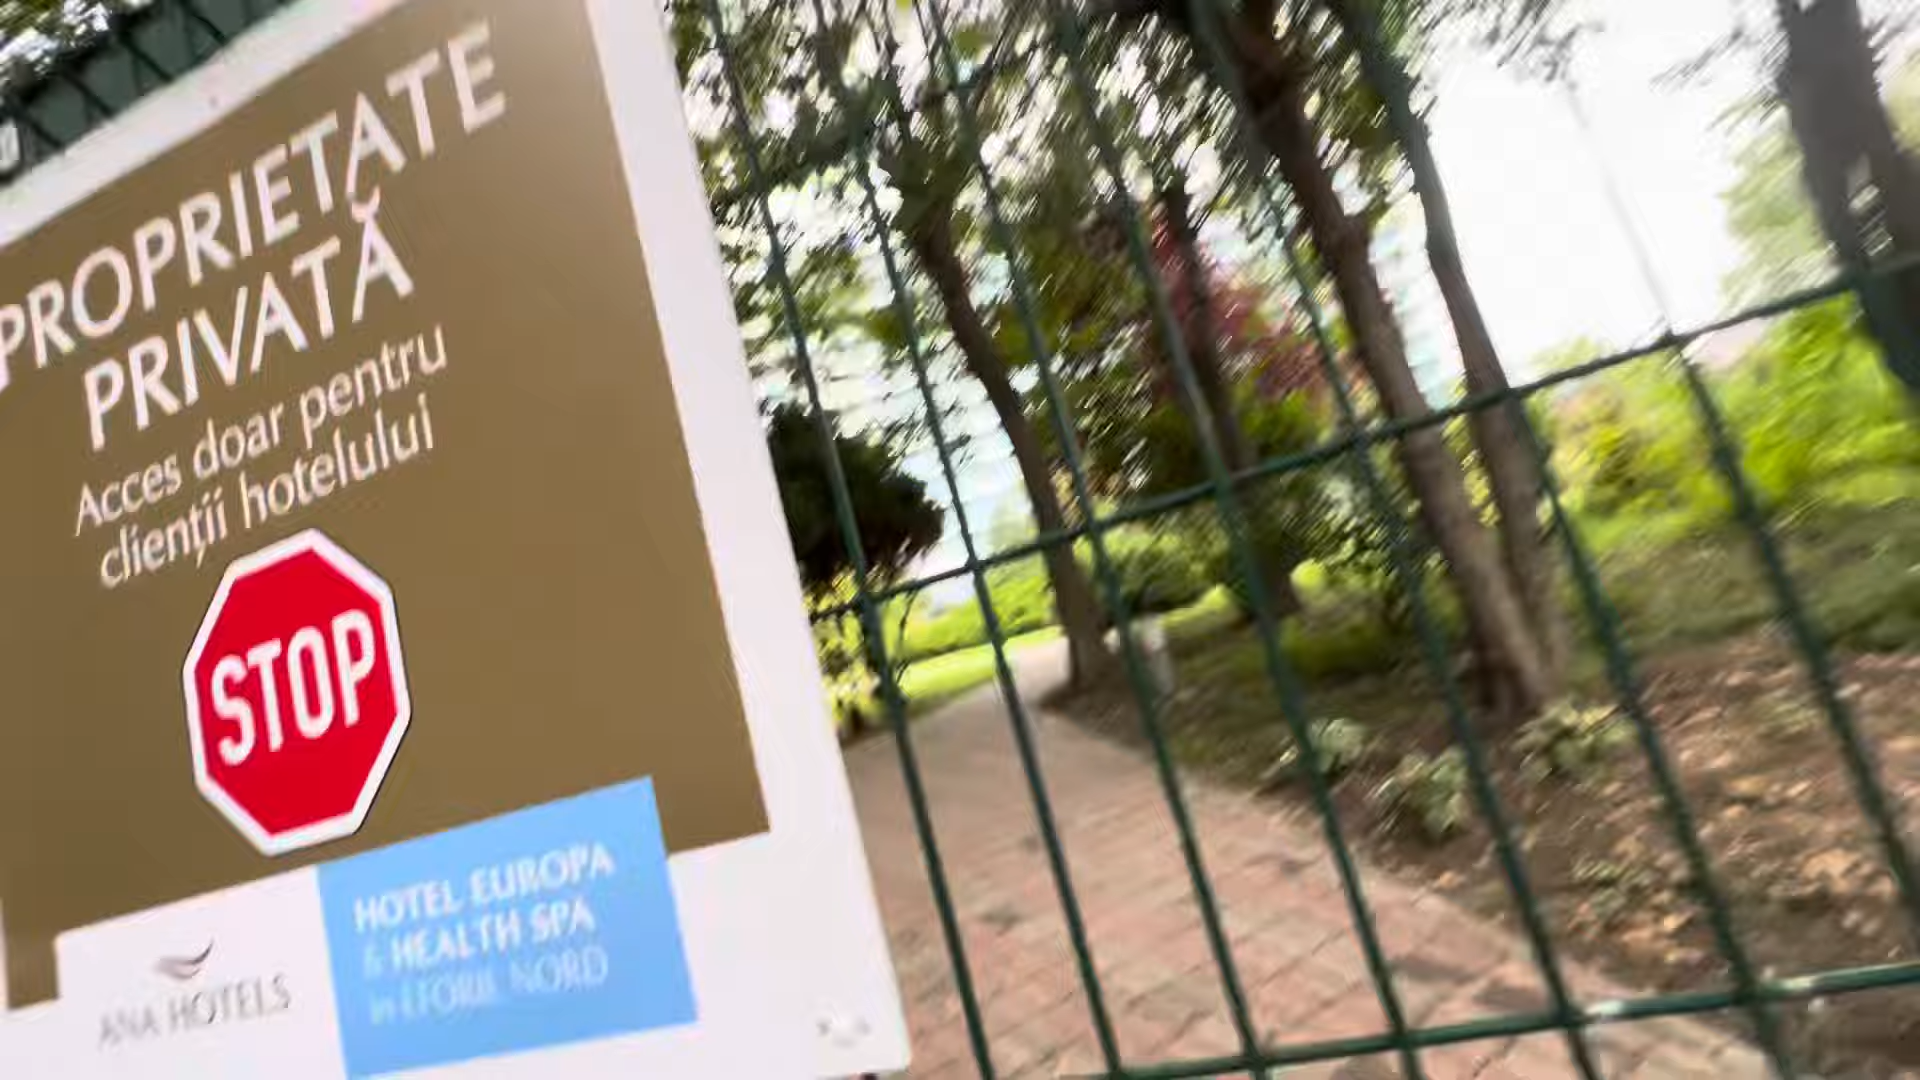 PROPRIETATE
PRIVATĂ
Acces doar pentru
clienții hotelului
STOP
HOTEL EUROPA
& HEALTH SPA
in EFORIE NORD
ANA HOTELS